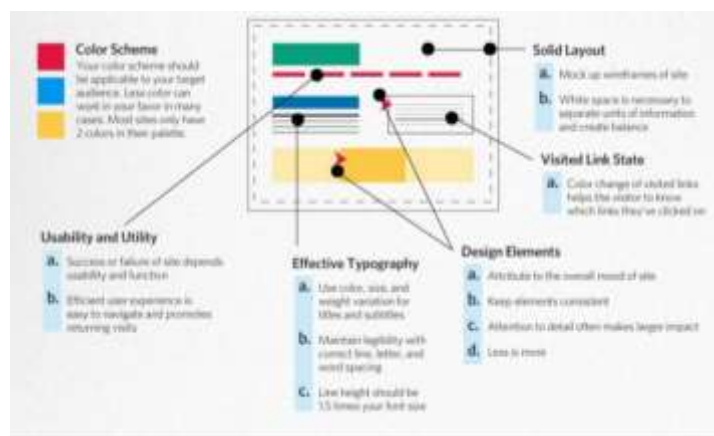 Color Scheme
Your color scheme should
be applicable to your target
audience. Less color can
work in your favor in many
cases. Most sites only have
2 colors in their palette.
Solid Layout
a. Mock up wireframes of site
b. White space is necessary to
separate units of information
and create balance
Visited Link State
a. Color change of visited links
helps the visitor to know
which links they've clicked on
Usability and Utility
a. Success or failure of site depends
usability and function
b. Efficient user experience is
easy to navigate and promotes
returning visits
Effective Typography
a. Use color, size, and
weight variation for
titles and subtitles
b. Maintain legibility with
correct line, letter, and
word spacing
c. Line height should be
1.5 times your font size
Design Elements
a. Attribute to the overall mood of site
b. Keep elements consistent
c. Attention to detail often makes larger impact
d. Less is more